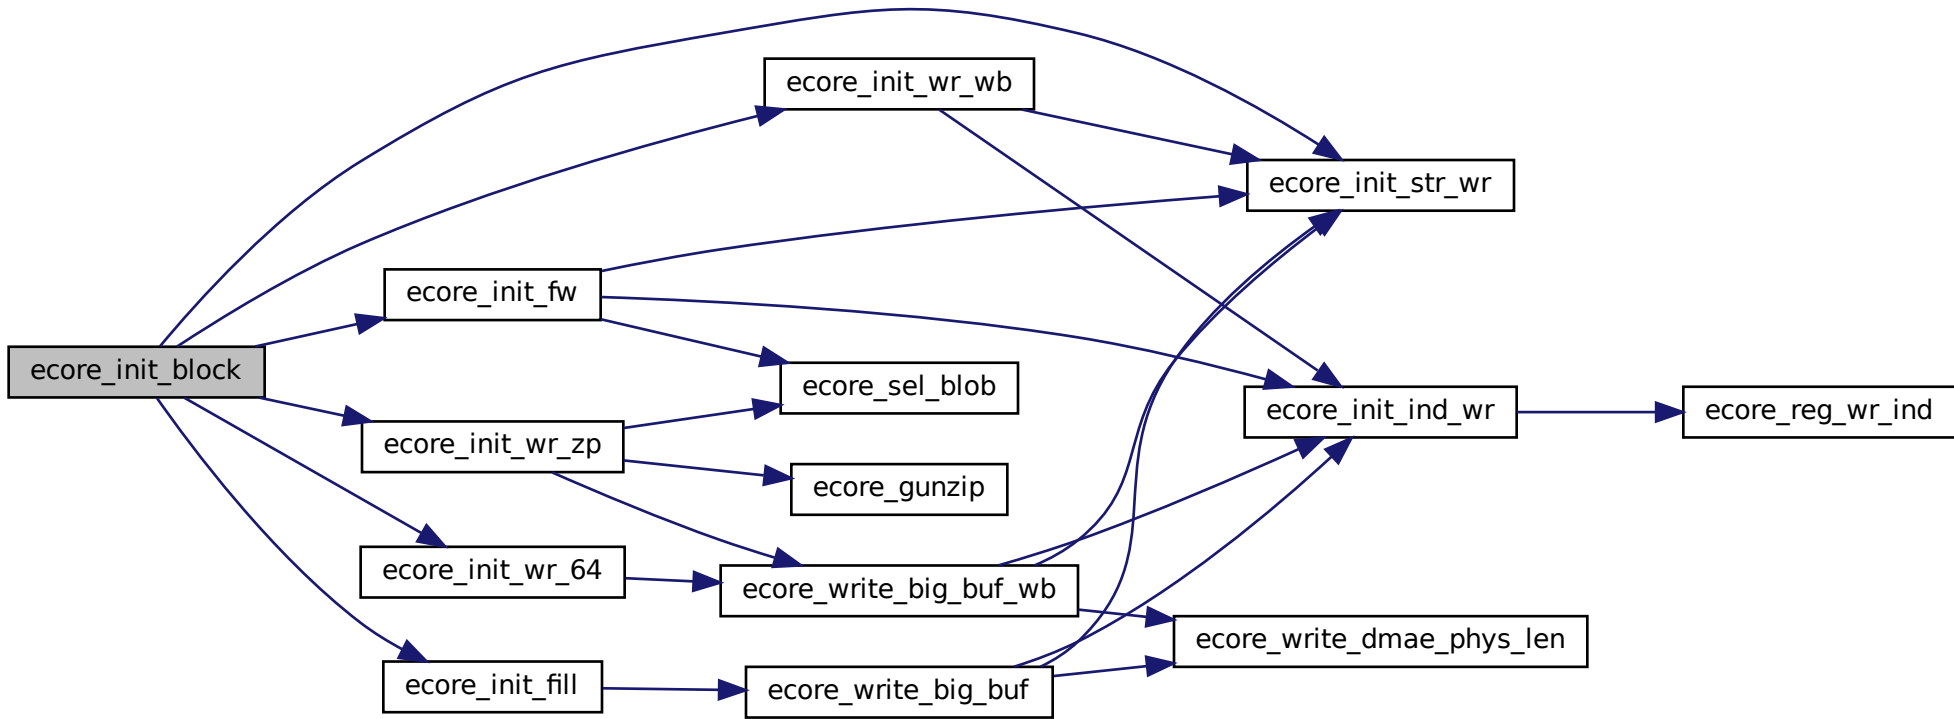 ecore_init_block
ecore_init_wr_wb
ecore_init_str_wr
ecore_init_fw
ecore_sel_blob
ecore_init_ind_wr
ecore_reg_wr_ind
ecore_init_wr_zp
ecore_gunzip
ecore_init_wr_64
ecore_write_big_buf_wb
ecore_write_dmae_phys_len
ecore_init_fill
ecore_write_big_buf